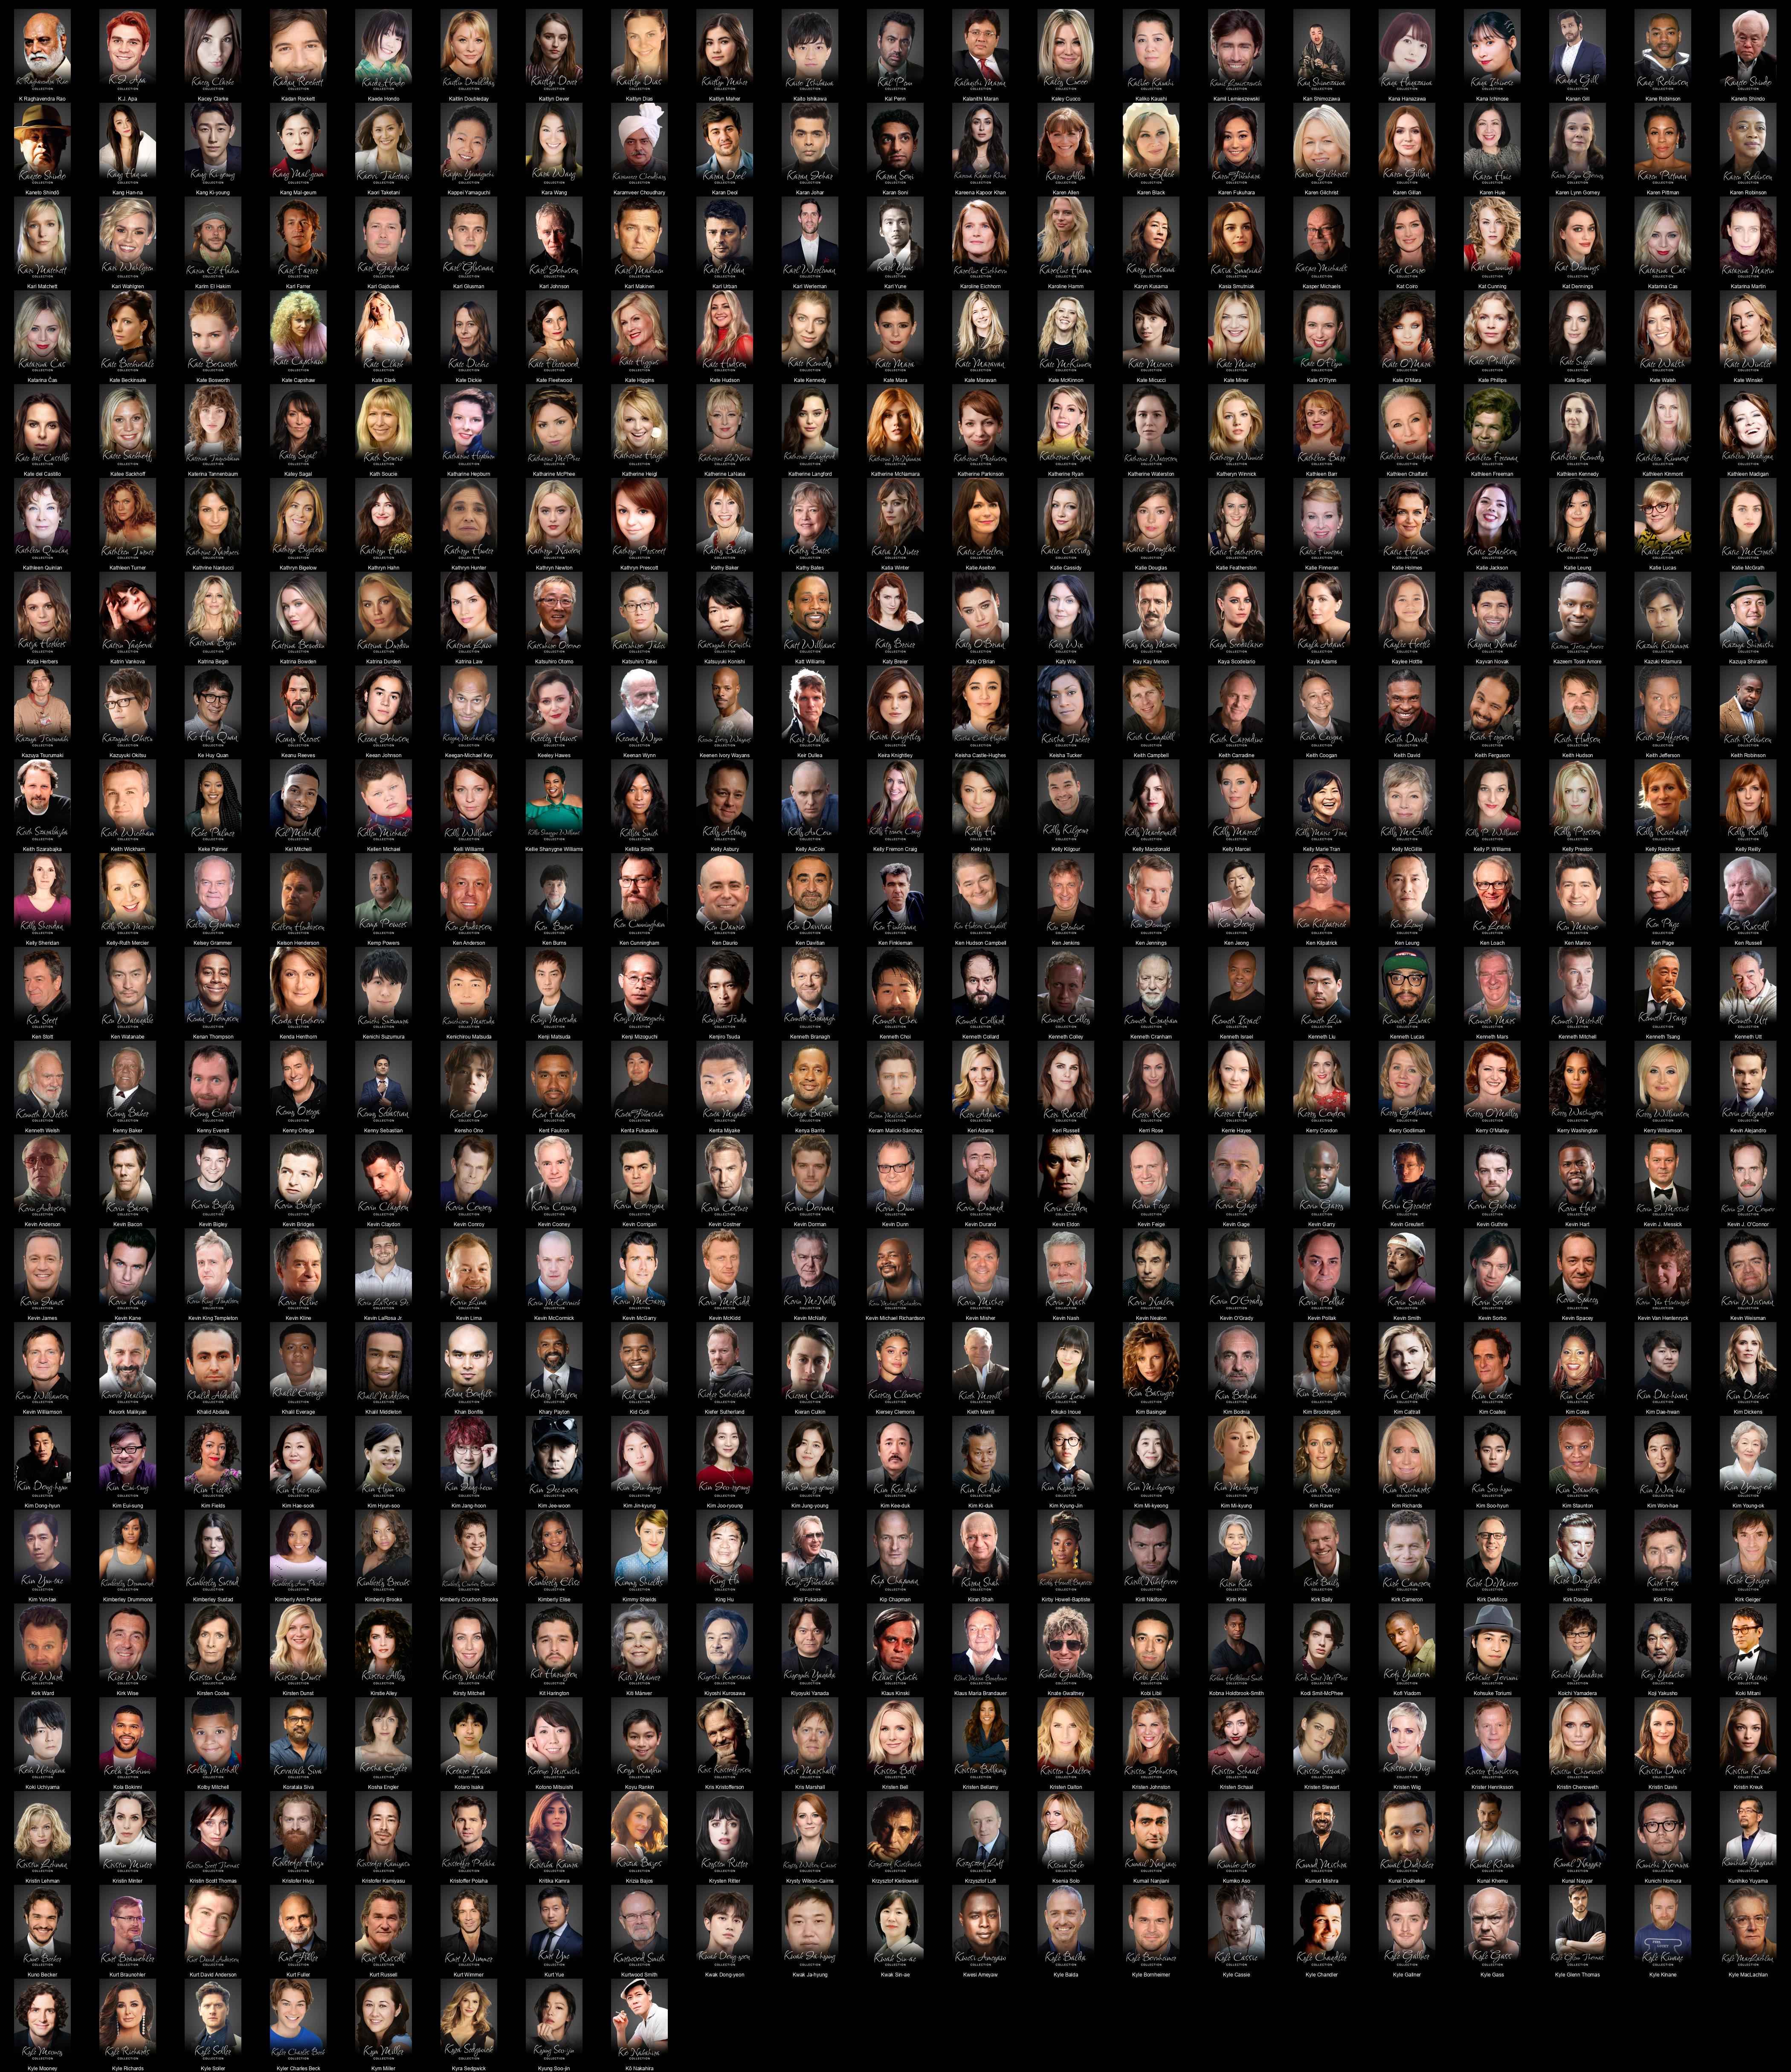 K Raghavendra Rao K.J. Apa Kacey Clarke Kadan Rockett Kaede Hondo Kaitlin Doubleday Kaitlyn Dever Kaitlyn Dias Kaitlyn Maher Kaito Ishikawa Kal Penn Kalanithi Maran Kaley Cuoco Kaliko Kauahi Kamil Lemieszewski Kan Shimozawa Kana Hanazawa Kana Ichinose Kanan Gill Kane Robinson Kaneto Shindo
Kaneto Shindō Kang Han-na Kang Ki-young Kang Mal-geum Kaori Taketani Kappei Yamaguchi Kara Wang Karamveer Choudhary Karan Deol Karan Johar Karan Soni Kareena Kapoor Khan Karen Allen Karen Black Karen Fukuhara Karen Gilchrist Karen Gillan Karen Huie Karen Lynn Gorney Karen Pittman Karen Robinson
Kari Matchett Kari Wahlgren Karim El Hakim Karl Farrer Karl Gajdusek Karl Glusman Karl Johnson Karl Makinen Karl Urban Karl Yune Karoline Eichhorn Karoline Hamm Karyn Kusama Kasia Smutniak Kasper Michaels Kat Coiro Kat Cunning Kat Dennings Katarina Cas Katarina Martin
Katarina Čas Kate Beckinsale Kate Bosworth Kate Capshaw Kate Clark Kate Dickie Kate Fleetwood Kate Higgins Kate Hudson Kate Kennedy Kate Mara Kate Maravan Kate McKinnon Kate Micucci Kate Miner Kate O'Flynn Kate O'Mara Kate Phillips Kate Siegel Kate Walsh Kate Winslet
Kate del Castillo Katee Sackhoff Katerina Tannenbaum Katey Sagal Kath Soucie Katharine Hepburn Katharine McPhee Katherine Heigl Katherine LaNasa Katherine Langford Katherine McNamara Katherine Parkinson Katherine Ryan Katherine Waterston Katheryn Winnick Kathleen Barr Kathleen Chalfant Kathleen Freeman Kathleen Kennedy Kathleen Kinmont Kathleen Madigan
Kathleen Quinlan Kathleen Turner Kathrine Narducci Kathryn Bigelow Kathryn Hahn Kathryn Hunter Kathryn Newton Kathryn Prescott Kathy Baker Kathy Bates Katia Winter Katie Aselton Katie Cassidy Katie Douglas Katie Featherston Katie Finneran Katie Holmes Katie Jackson Katie Leung Katie Lucas Katie McGrath
Katja Herbers Katrin Vankova Katrina Begin Katrina Bowden Katrina Durden Katrina Law Katsuhiro Otomo Katsuhiro Takei Katsuyuki Konishi Katt Williams Katy Breier Katy O'Brian Katy Wix Kay Kay Menon Kaya Scodelario Kayla Adams Kaylee Hottle Kayvan Novak Kazeem Tosin Amore Kazuki Kitamura Kazuya Shiraishi
Kazuya Tsurumaki Kazuyuki Okitsu Ke Huy Quan Keanu Reeves Keean Johnson Keegan-Michael Key Keeley Hawes Keenan Wynn Keenen Ivory Wayans Keir Dullea Keira Knightley Keisha Castle-Hughes Keisha Tucker Keith Campbell Keith Carradine Keith Coogan Keith David Keith Ferguson Keith Hudson Keith Jefferson Keith Robinson
Keith Szarabajka Keith Wickham Keke Palmer Kel Mitchell Kellen Michael Kelli Williams Kellie Shanygne Williams Kellita Smith Kelly Asbury Kelly AuCoin Kelly Fremon Craig Kelly Hu Kelly Kilgour Kelly Macdonald Kelly Marcel Kelly Marie Tran Kelly McGillis Kelly P. Williams Kelly Preston Kelly Reichardt Kelly Reilly
Kelly Sheridan Kelly-Ruth Mercier Kelsey Grammer Kelson Henderson Kemp Powers Ken Anderson Ken Burns Ken Cunningham Ken Daurio Ken Davitian Ken Finkleman Ken Hudson Campbell Ken Jenkins Ken Jennings Ken Jeong Ken Kilpatrick Ken Leung Ken Loach Ken Marino Ken Page Ken Russell
Ken Stott Ken Watanabe Kenan Thompson Kenda Henthorn Kenichi Suzumura Kenichirou Matsuda Kenji Matsuda Kenji Mizoguchi Kenjiro Tsuda Kenneth Branagh Kenneth Choi Kenneth Collard Kenneth Colley Kenneth Cranham Kenneth Israel Kenneth Liu Kenneth Lucas Kenneth Mars Kenneth Mitchell Kenneth Tsang Kenneth Utt
Kenneth Welsh Kenny Baker Kenny Everett Kenny Ortega Kenny Sebastian Kensho Ono Kent Faulcon Kenta Fukasaku Kenta Miyake Kenya Barris Keram Malicki-Sánchez Keri Adams Keri Russell Kerri Rose Kerrie Hayes Kerry Condon Kerry Godliman Kerry O'Malley Kerry Washington Kerry Williamson Kevin Alejandro
Kevin Anderson Kevin Bacon Kevin Bigley Kevin Bridges Kevin Claydon Kevin Conroy Kevin Cooney Kevin Corrigan Kevin Costner Kevin Dorman Kevin Dunn Kevin Durand Kevin Eldon Kevin Feige Kevin Gage Kevin Garry Kevin Greutert Kevin Guthrie Kevin Hart Kevin J. Messick Kevin J. O'Connor
Kevin James Kevin Kane Kevin King Templeton Kevin Kline Kevin LaRosa Jr. Kevin Lima Kevin McCormick Kevin McGarry Kevin McKidd Kevin McNally Kevin Michael Richardson Kevin Misher Kevin Nash Kevin Nealon Kevin O'Grady Kevin Pollak Kevin Smith Kevin Sorbo Kevin Spacey Kevin Van Hentenryck Kevin Weisman
Kevin Williamson Kevork Malikyan Khalid Abdalla Khalil Everage Khalil Middleton Khan Bonfils Khary Payton Kid Cudi Kiefer Sutherland Kieran Culkin Kiersey Clemons Kieth Merrill Kikuko Inoue Kim Basinger Kim Bodnia Kim Brockington Kim Cattrall Kim Coates Kim Coles Kim Dae-hwan Kim Dickens
Kim Dong-hyun Kim Eui-sung Kim Fields Kim Hae-sook Kim Hyun-soo Kim Jang-hoon Kim Jee-woon Kim Jin-kyung Kim Joo-ryoung Kim Jung-young Kim Kee-duk Kim Ki-duk Kim Kyung-Jin Kim Mi-kyeong Kim Mi-kyung Kim Raver Kim Richards Kim Soo-hyun Kim Staunton Kim Won-hae Kim Young-ok
Kim Yun-tae Kimberley Drummond Kimberley Sustad Kimberly Ann Parker Kimberly Brooks Kimberly Cruchon Brooks Kimberly Elise Kimmy Shields King Hu Kinji Fukasaku Kip Chapman Kiran Shah Kirby Howell-Baptiste Kirill Nikiforov Kirin Kiki Kirk Baily Kirk Cameron Kirk DeMicco Kirk Douglas Kirk Fox Kirk Geiger
Kirk Ward Kirk Wise Kirsten Cooke Kirsten Dunst Kirstie Alley Kirsty Mitchell Kit Harington Kiti Mánver Kiyoshi Kurosawa Kiyoyuki Yanada Klaus Kinski Klaus Maria Brandauer Knate Gwaltney Kobi Libii Kobna Holdbrook-Smith Kodi Smit-McPhee Kofi Yiadom Kohsuke Toriumi Koichi Yamadera Koji Yakusho Koki Mitani
Koki Uchiyama Kola Bokinni Kolby Mitchell Koratala Siva Kosha Engler Kotaro Isaka Kotono Mitsuishi Koyu Rankin Kris Kristofferson Kris Marshall Kristen Bell Kristen Bellamy Kristen Dalton Kristen Johnston Kristen Schaal Kristen Stewart Kristen Wiig Krister Henriksson Kristin Chenoweth Kristin Davis Kristin Kreuk
Kristin Lehman Kristin Minter Kristin Scott Thomas Kristofer Hivju Kristofer Kamiyasu Kristoffer Polaha Kritika Kamra Krizia Bajos Krysten Ritter Krysty Wilson-Cairns Krzysztof Kieślowski Krzysztof Luft Ksenia Solo Kumail Nanjiani Kumiko Aso Kumud Mishra Kunal Dudheker Kunal Khemu Kunal Nayyar Kunichi Nomura Kunihiko Yuyama
Kuno Becker Kurt Braunohler Kurt David Anderson Kurt Fuller Kurt Russell Kurt Wimmer Kurt Yue Kurtwood Smith Kwak Dong-yeon Kwak Ja-hyung Kwak Sin-ae Kwesi Ameyaw Kyle Balda Kyle Bornheimer Kyle Cassie Kyle Chandler Kyle Gallner Kyle Gass Kyle Glenn Thomas Kyle Kinane Kyle MacLachlan
Kyle Mooney Kyle Richards Kyle Soller Kyler Charles Beck Kym Miller Kyra Sedgwick Kyung Soo-jin Kō Nakahira